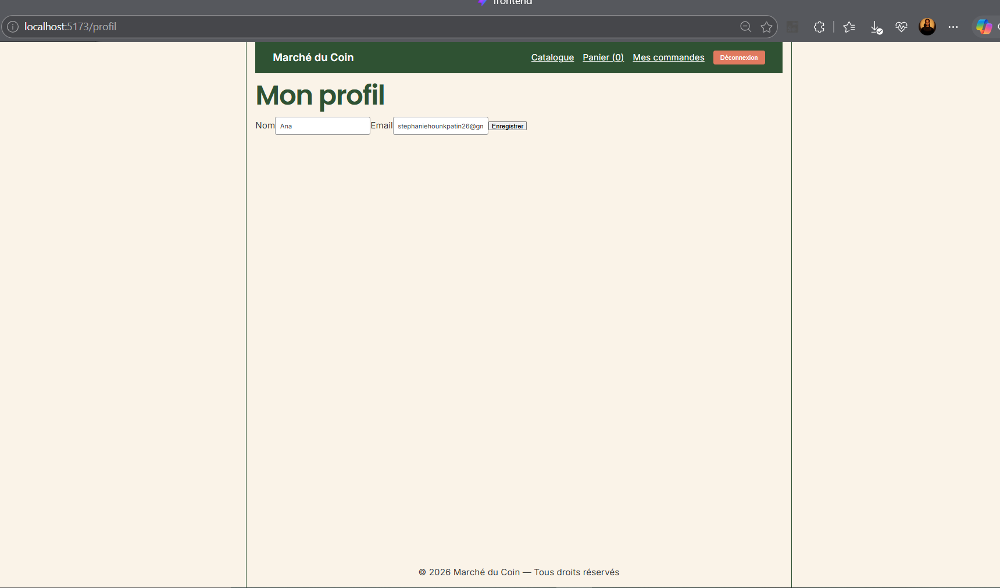 frontend
localhost:5173/profil
Marché du Coin
Catalogue Panier (0) Mes commandes Déconnexion
Mon profil
Nom Ana Email stephaniehounkpatin26@gm Enregistrer
© 2026 Marché du Coin — Tous droits réservés